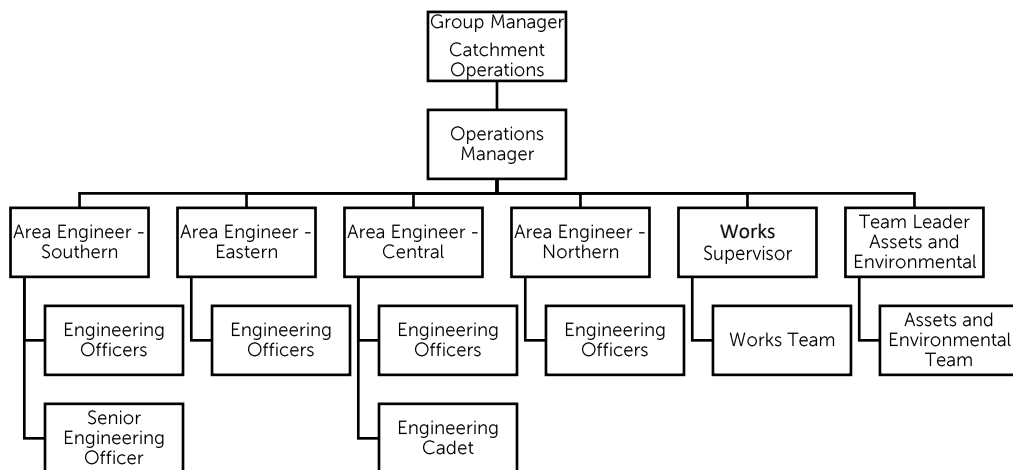 Group Manager
Catchment
Operations
Operations
Manager
Area Engineer -
Southern
Area Engineer -
Eastern
Area Engineer -
Central
Area Engineer -
Northern
Works
Supervisor
Team Leader
Assets and
Environmental
Engineering
Officers
Engineering
Officers
Engineering
Officers
Engineering
Officers
Works Team
Assets and
Environmental
Team
Senior
Engineering
Officer
Engineering
Cadet